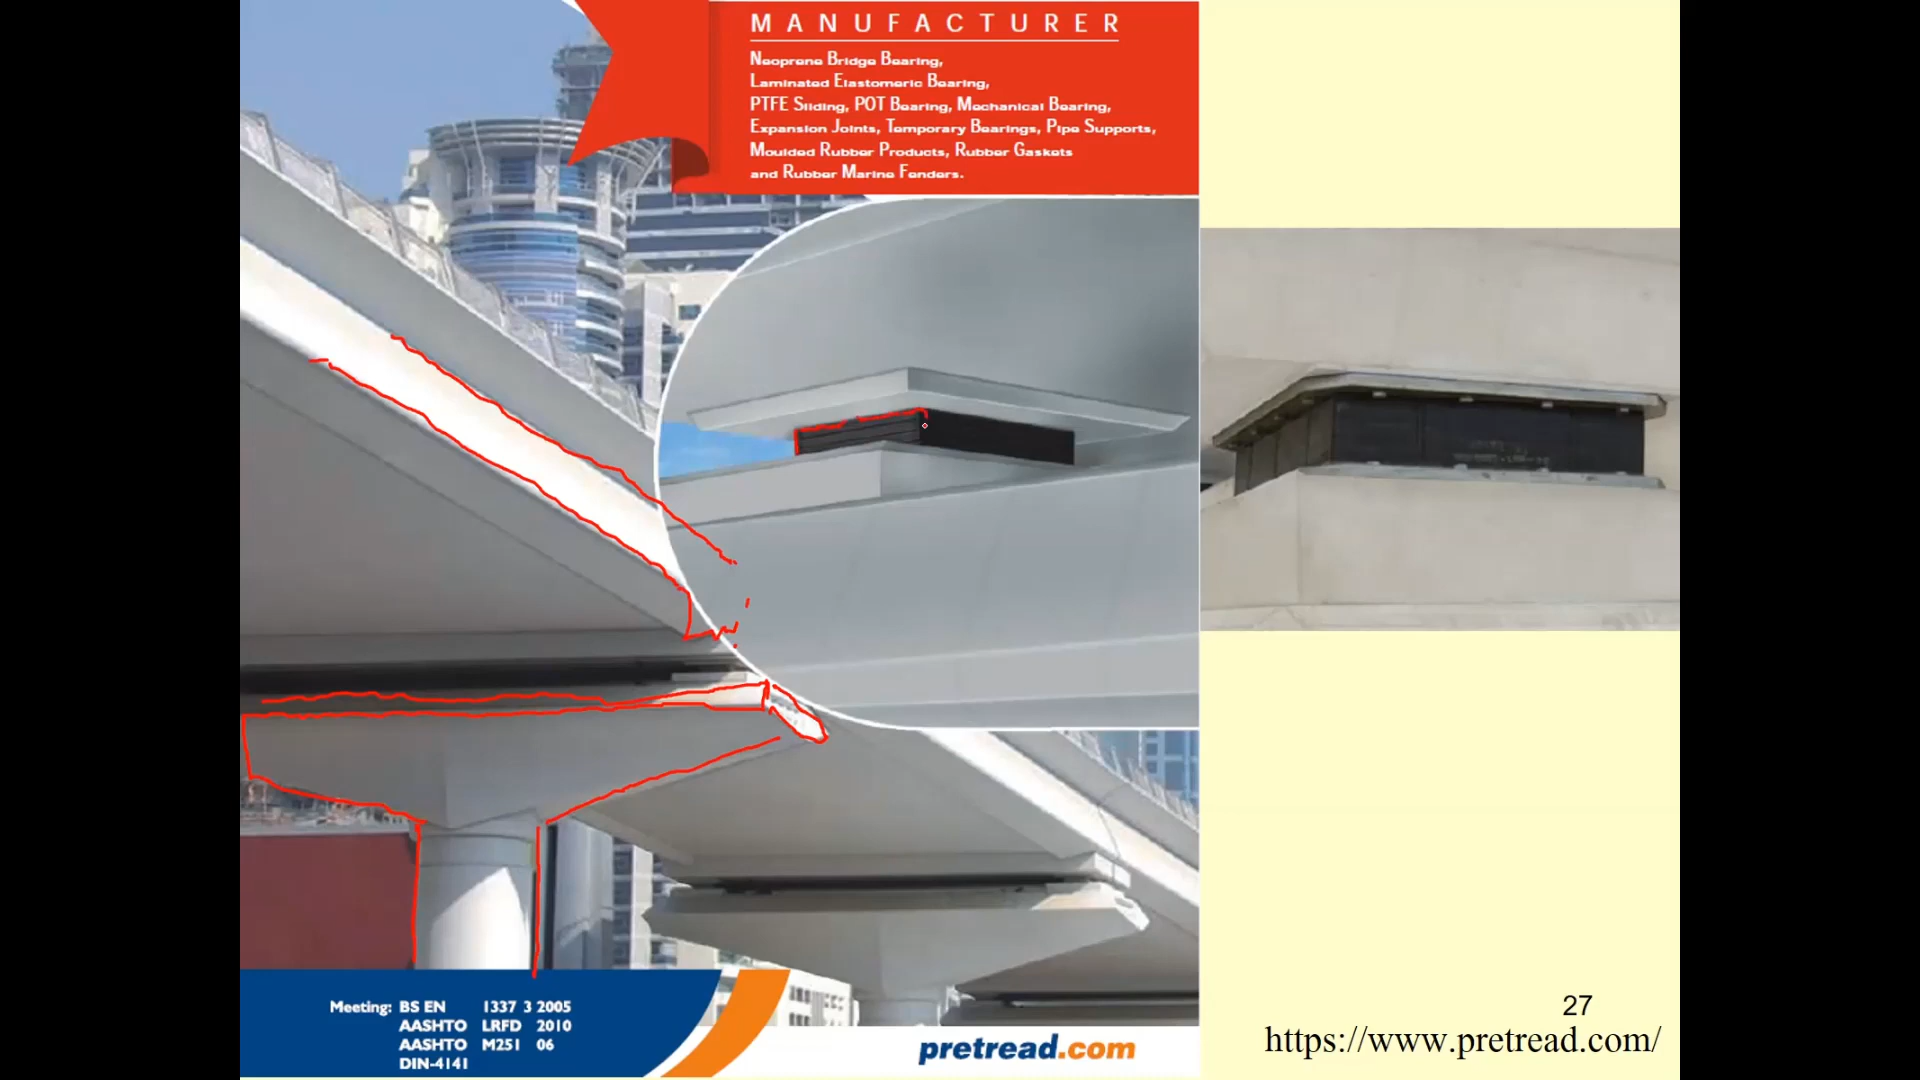 MANUFACTURER
Neoprene Bridge Bearing,
Laminated Elastomeric Bearing,
PTFE Sliding, POT Bearing, Mechanical Bearing,
Expansion Joints, Temporary Bearings, Pipe Supports,
Moulded Rubber Products, Rubber Gaskets
and Rubber Marine Fenders.
Meeting: BS EN 1337 3 2005
AASHTO LRFD 2010
AASHTO M251 06
DIN-4141
pretread.com
27
https://www.pretread.com/